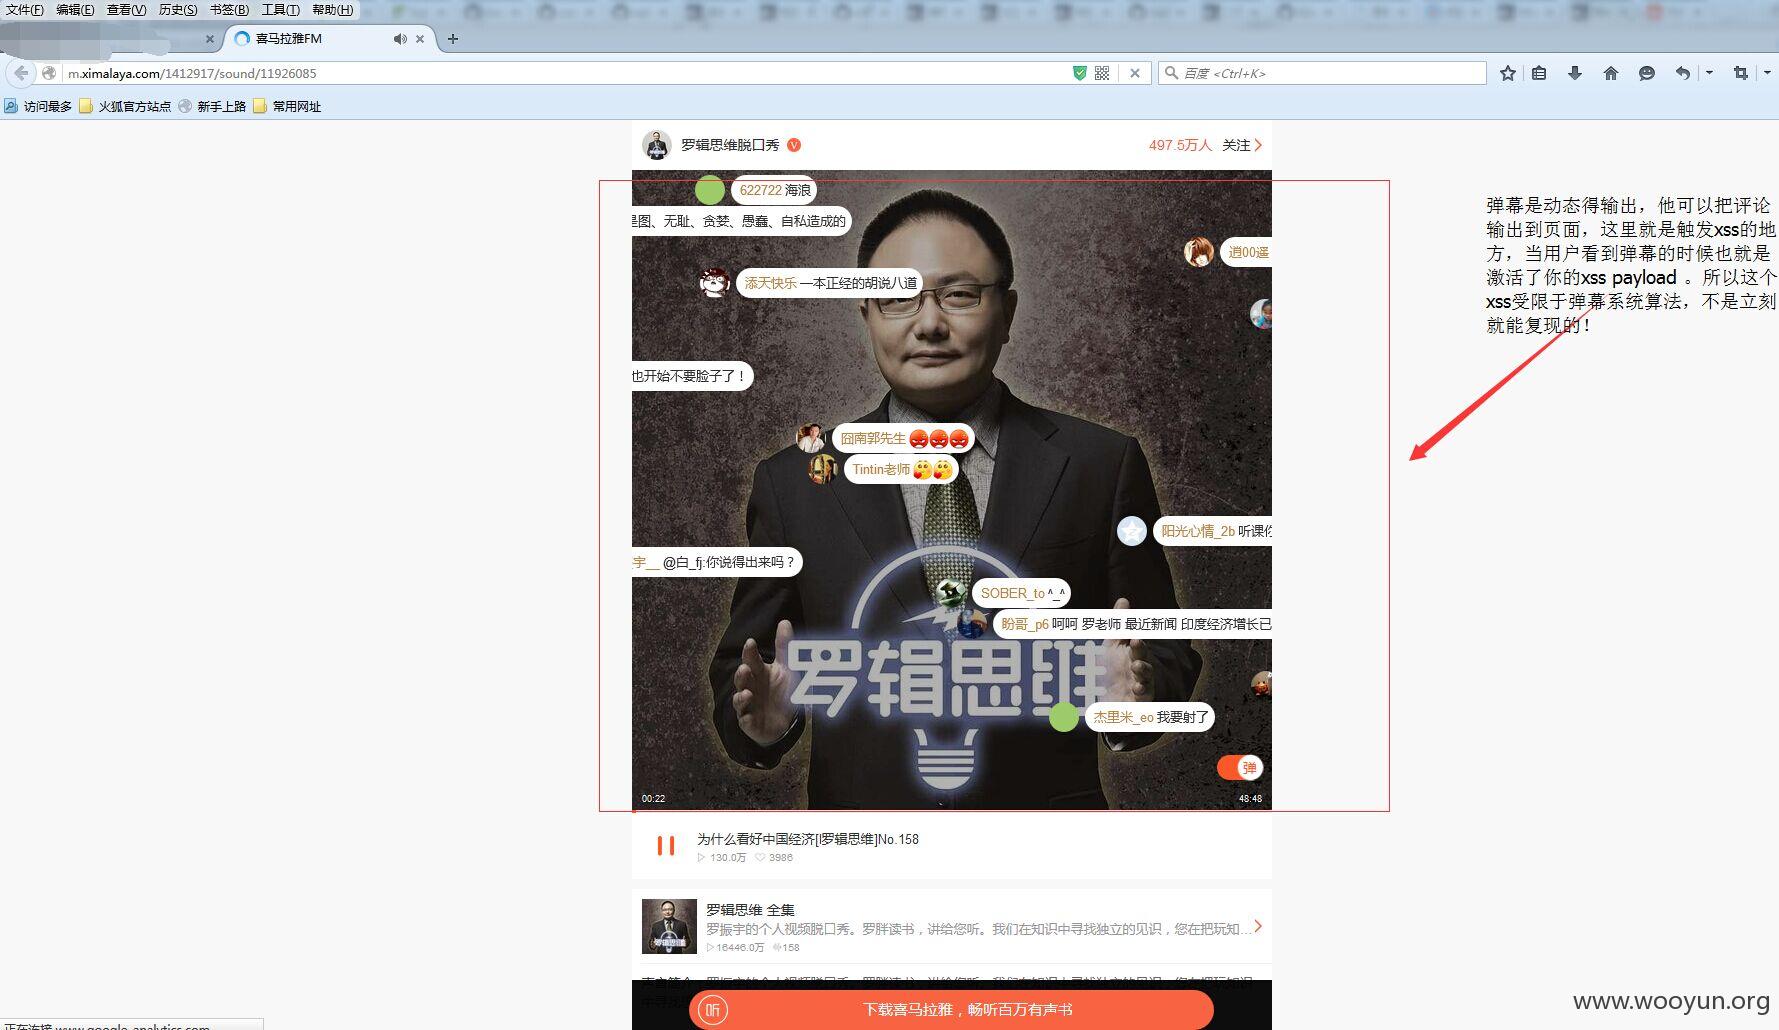 文件(F) 编辑(E) 查看(V) 历史(S) 书签(B) 工具(T) 帮助(H)
喜马拉雅FM
m.ximalaya.com/1412917/sound/11926085
百度 <Ctrl+K>
访问最多 火狐官方站点 新手上路 常用网址
罗辑思维脱口秀 V 497.5万人 关注
622722 海浪
图、无耻、贪婪、愚蠢、自私造成的
逍00遥
添天快乐 一本正经的胡说八道
也开始不要脸子了！
囧南郭先生
Tintin老师
阳光心情_2b 听课
宇__ @白_fj:你说得出来吗？
SOBER_to ^_^
盼哥_p6 呵呵 罗老师 最近新闻 印度经济增长已
罗辑思维
杰里米_eo 我要射了
弹
00:22 48:48
弹幕是动态得输出，他可以把评论
输出到页面，这里就是触发xss的地
方，当用户看到弹幕的时候也就是
激活了你的xss payload 。所以这个
xss受限于弹幕系统算法，不是立刻
就能复现的！
为什么看好中国经济[l罗辑思维]No.158
130.0万 3986
罗辑思维 全集
罗振宇的个人视频脱口秀。罗胖读书，讲给您听。我们在知识中寻找独立的见识，您在把玩知...
16446.0万 158
听 下载喜马拉雅，畅听百万有声书
www.wooyun.org
正在连接 www.google-analytics.com